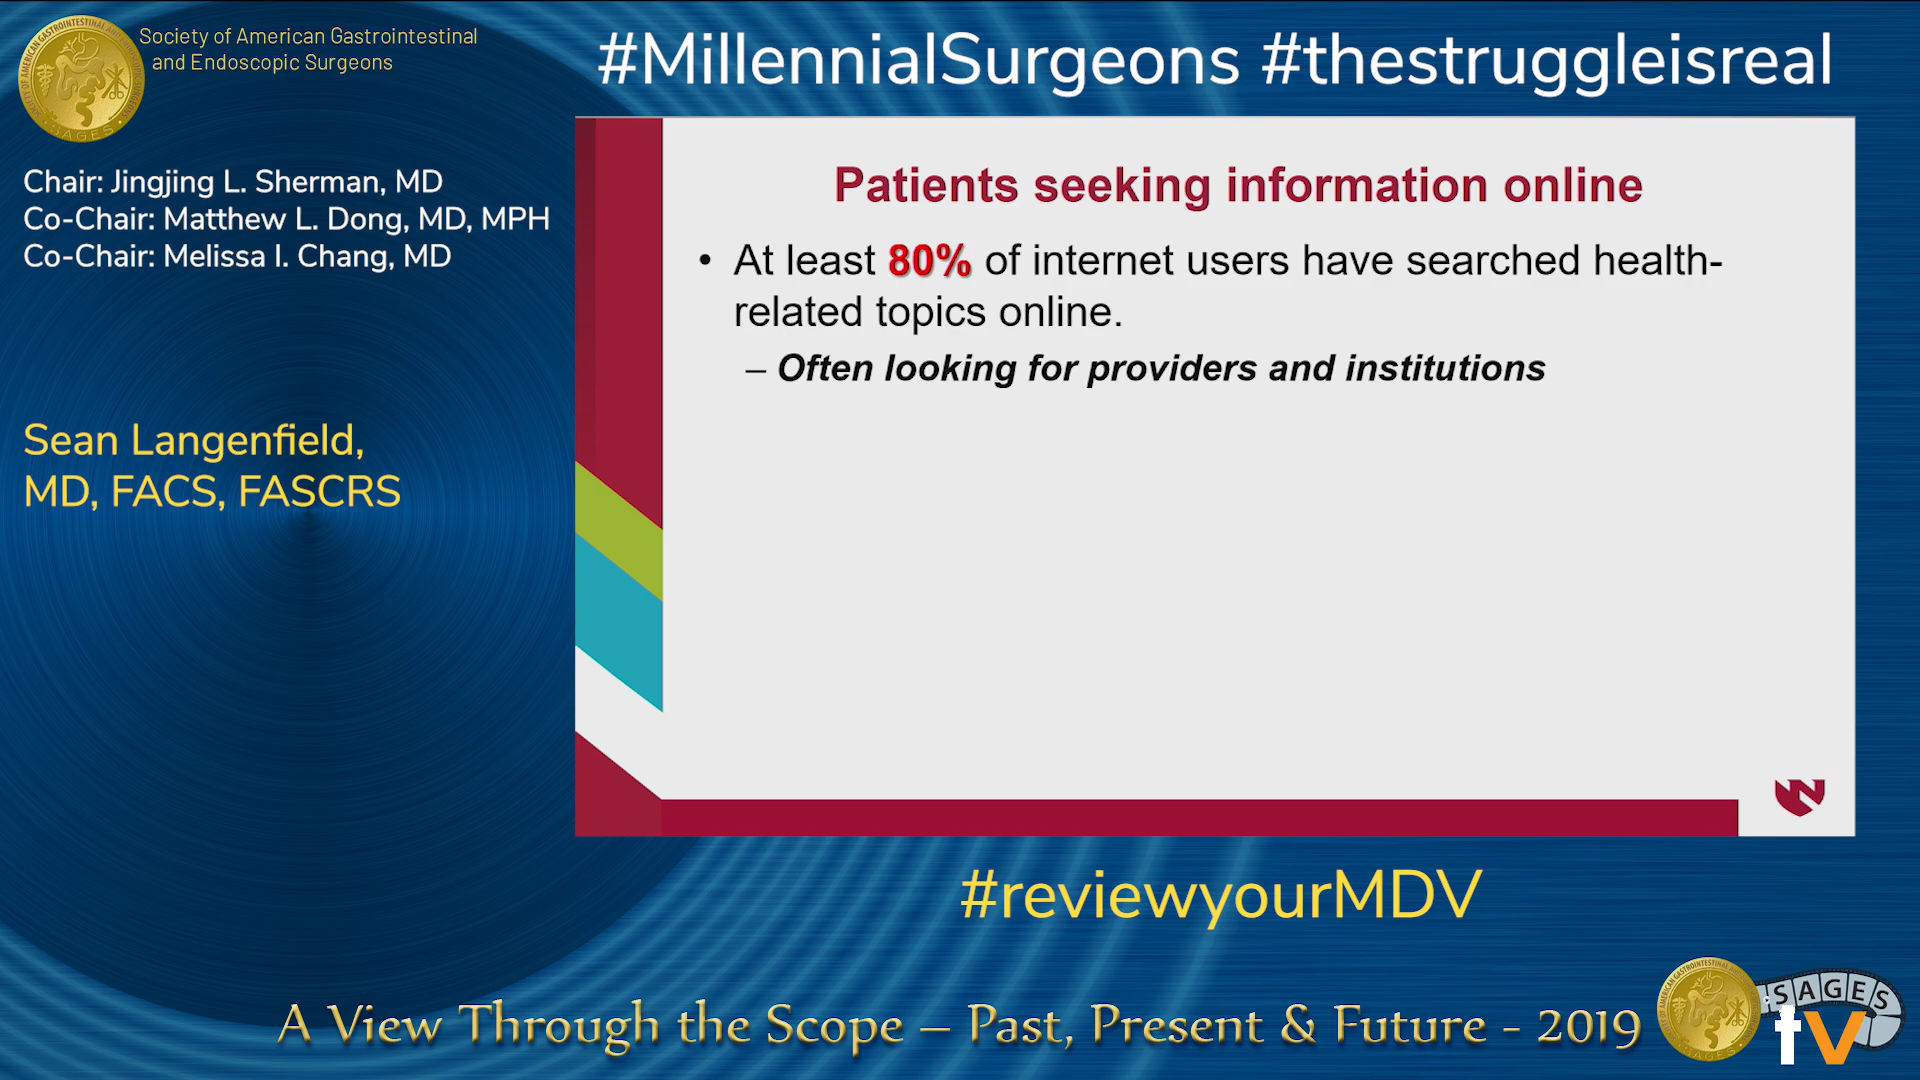 Society of American Gastrointestinal
and Endoscopic Surgeons
#MillennialSurgeons #thestruggleisreal
Chair: Jingjing L. Sherman, MD
Co-Chair: Matthew L. Dong, MD, MPH
Co-Chair: Melissa I. Chang, MD
Sean Langenfield,
MD, FACS, FASCRS
Patients seeking information online
• At least 80% of internet users have searched health-
related topics online.
– Often looking for providers and institutions
#reviewyourMDV
A View Through the Scope – Past, Present & Future - 2019
SAGES
tv
SAGES